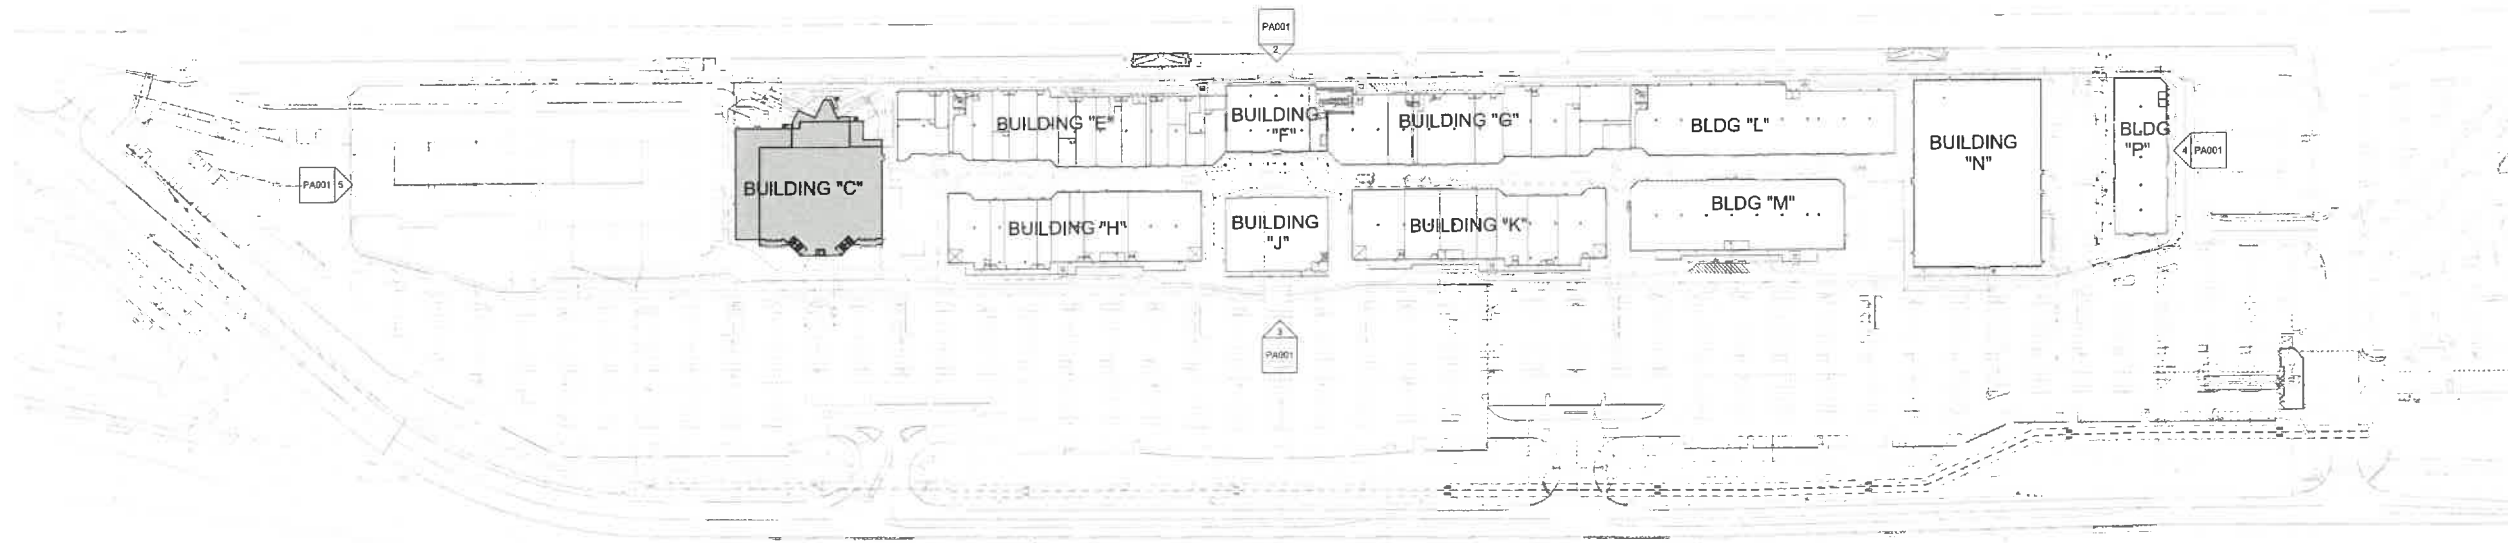 PA001
2
BUILDING "E"
BUILDING
"F"
BUILDING "G"
BLDG "L"
BUILDING
"N"
BLDG
"P"
4 PA001
PA001 5
BUILDING "C"
BUILDING "H"
BUILDING
"J"
BUILDING "K"
BLDG "M"
3
PA001